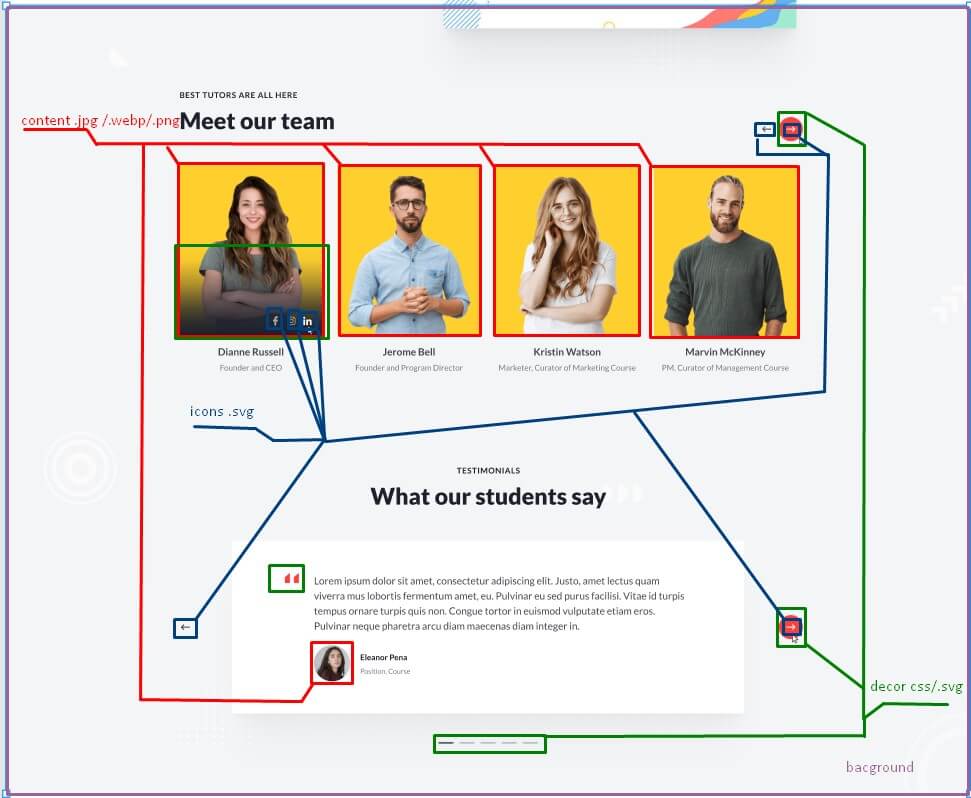 BEST TUTORS ARE ALL HERE
content .jpg /.webp/.png
Meet our team
Dianne Russell
Founder and CEO
Jerome Bell
Founder and Program Director
Kristin Watson
Marketer, Curator of Marketing Course
Marvin McKinney
PM, Curator of Management Course
icons .svg
TESTIMONIALS
What our students say
Lorem ipsum dolor sit amet, consectetur adipiscing elit. Justo, amet lectus quam
viverra mus lobortis fermentum amet, eu. Pulvinar eu sed purus facilisi. Vitae id turpis
tempus ornare turpis quis non. Congue tortor in euismod vulputate etiam eros.
Pulvinar neque pharetra arcu diam maecenas diam integer in.
Eleanor Pena
Position, Course
decor css/.svg
bacground